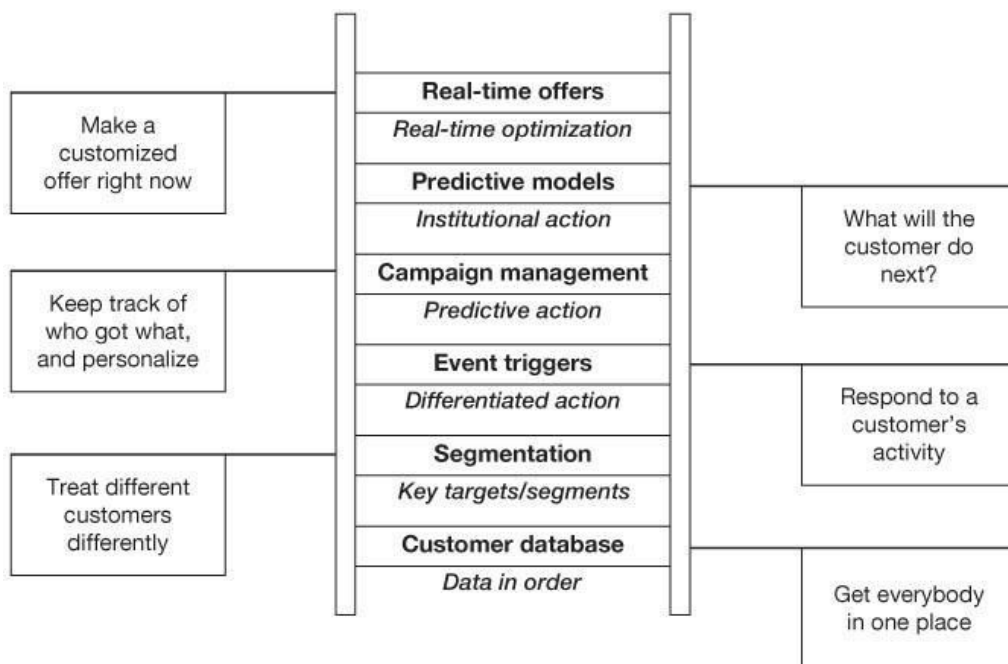 Real-time offers
Real-time optimization
Predictive models
Institutional action
Campaign management
Predictive action
Event triggers
Differentiated action
Segmentation
Key targets/segments
Customer database
Data in order
Make a
customized
offer right now
Keep track of
who got what,
and personalize
Treat different
customers
differently
What will the
customer do
next?
Respond to a
customer’s
activity
Get everybody
in one place